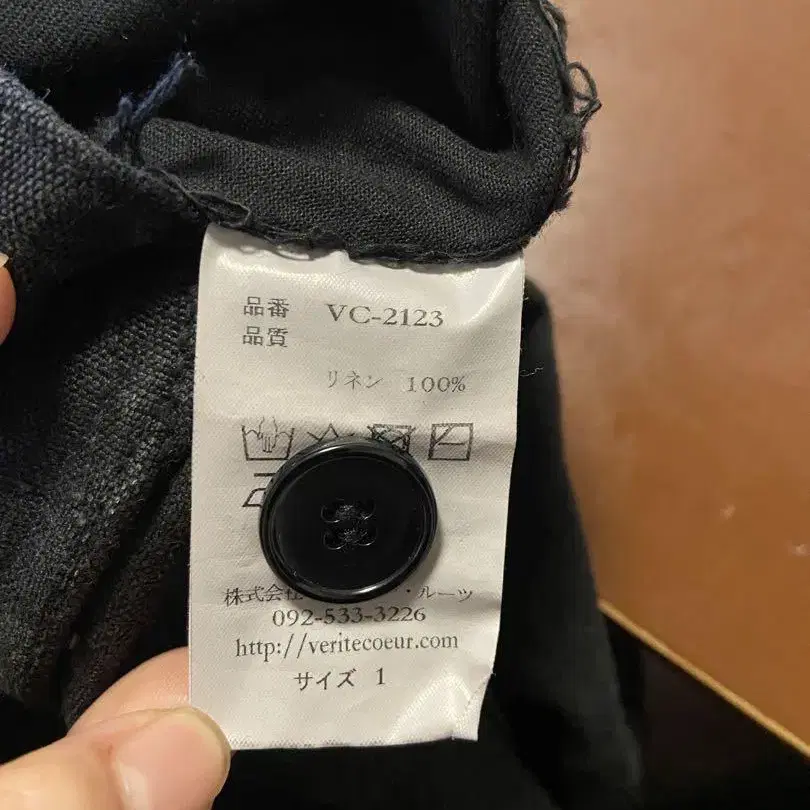 品番 VC-2123
品質
リネン 100%
株式会 ・ルーツ
092-533-3226
http://veritecoeur.com
サイズ 1